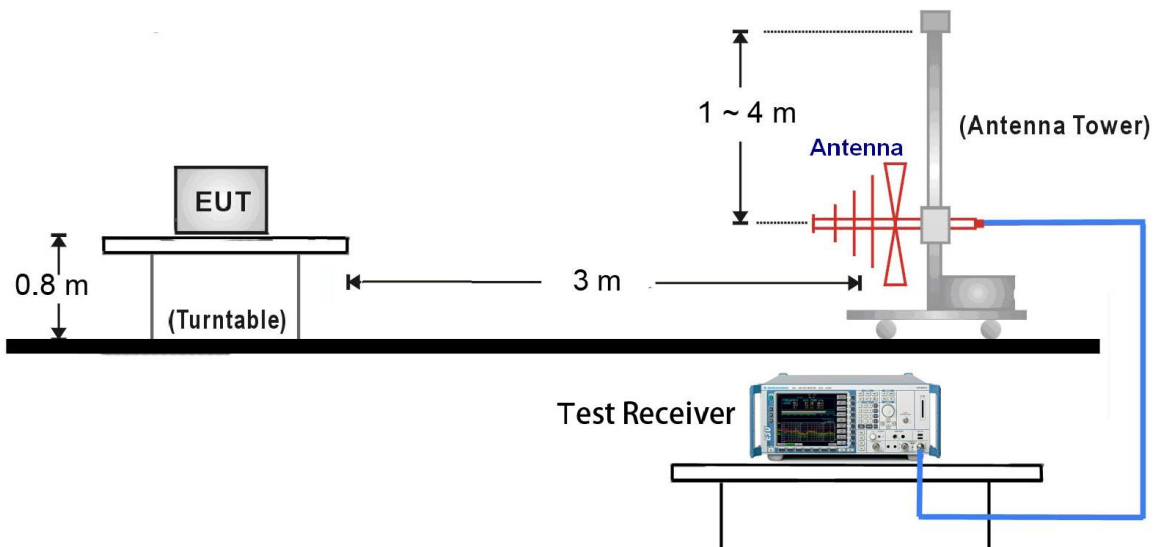 1 ~ 4 m
(Antenna Tower)
Antenna
EUT
0.8 m
3 m
(Turntable)
Test Receiver